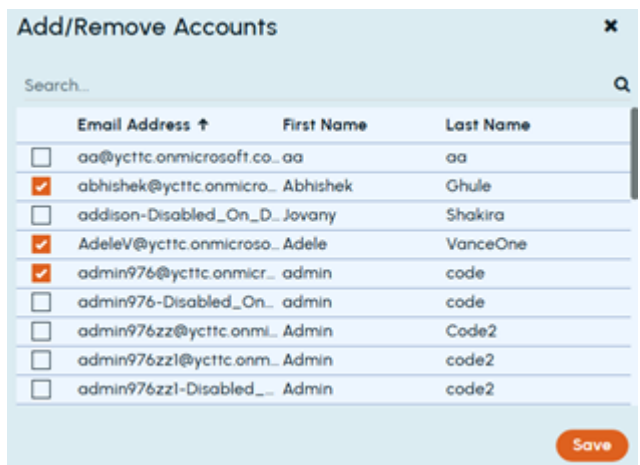 Add/Remove Accounts
Search...
Email Address ↑ First Name Last Name
aa@ycttc.onmicrosoft.co... aa aa
abhishek@ycttc.onmicro... Abhishek Ghule
addison-Disabled_On_D... Jovany Shakira
AdeleV@ycttc.onmicroso... Adele VanceOne
admin976@ycttc.onmicr... admin code
admin976-Disabled_On_... admin code
admin976zz@ycttc.onmi... Admin Code2
admin976zz1@ycttc.onm... Admin code2
admin976zz1-Disabled_... Admin code2
Save